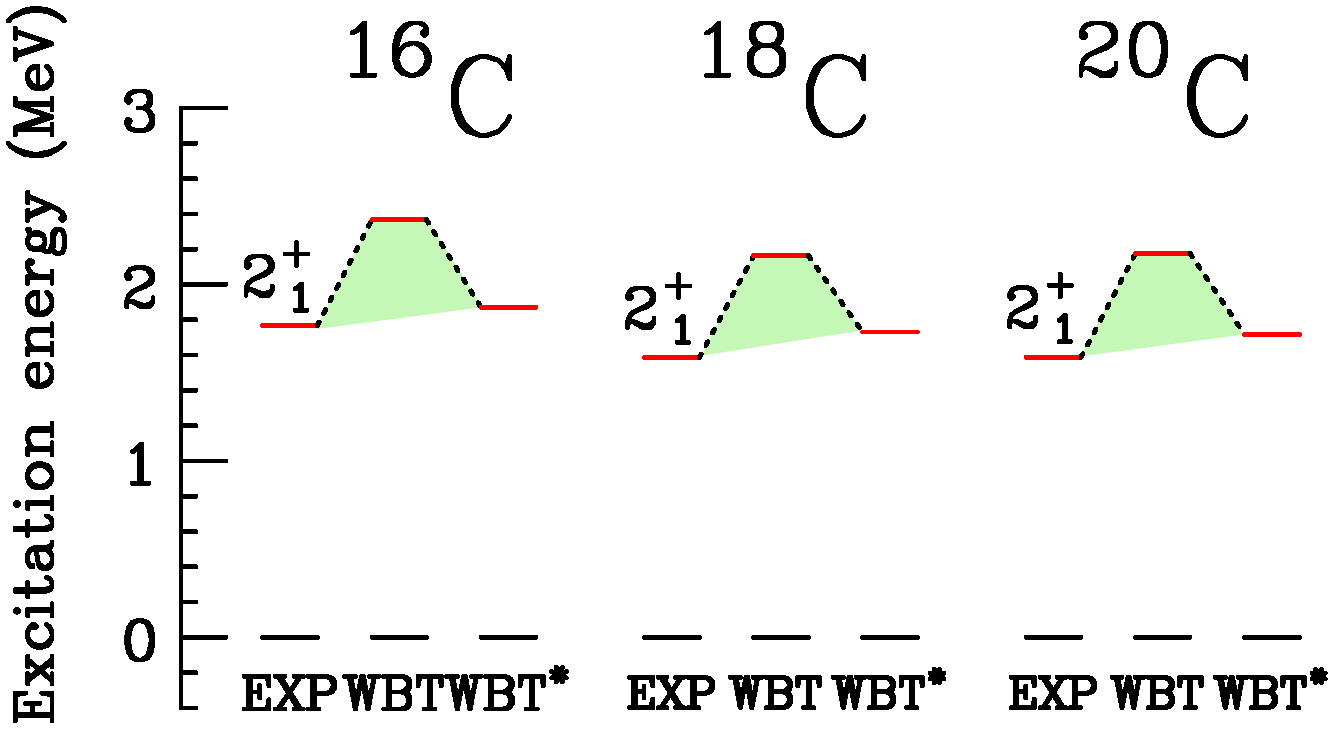 Excitation energy (MeV)
16C 18C 20C
3
2
1
0
2+1 2+1 2+1
EXP WBT WBT* EXP WBT WBT* EXP WBT WBT*